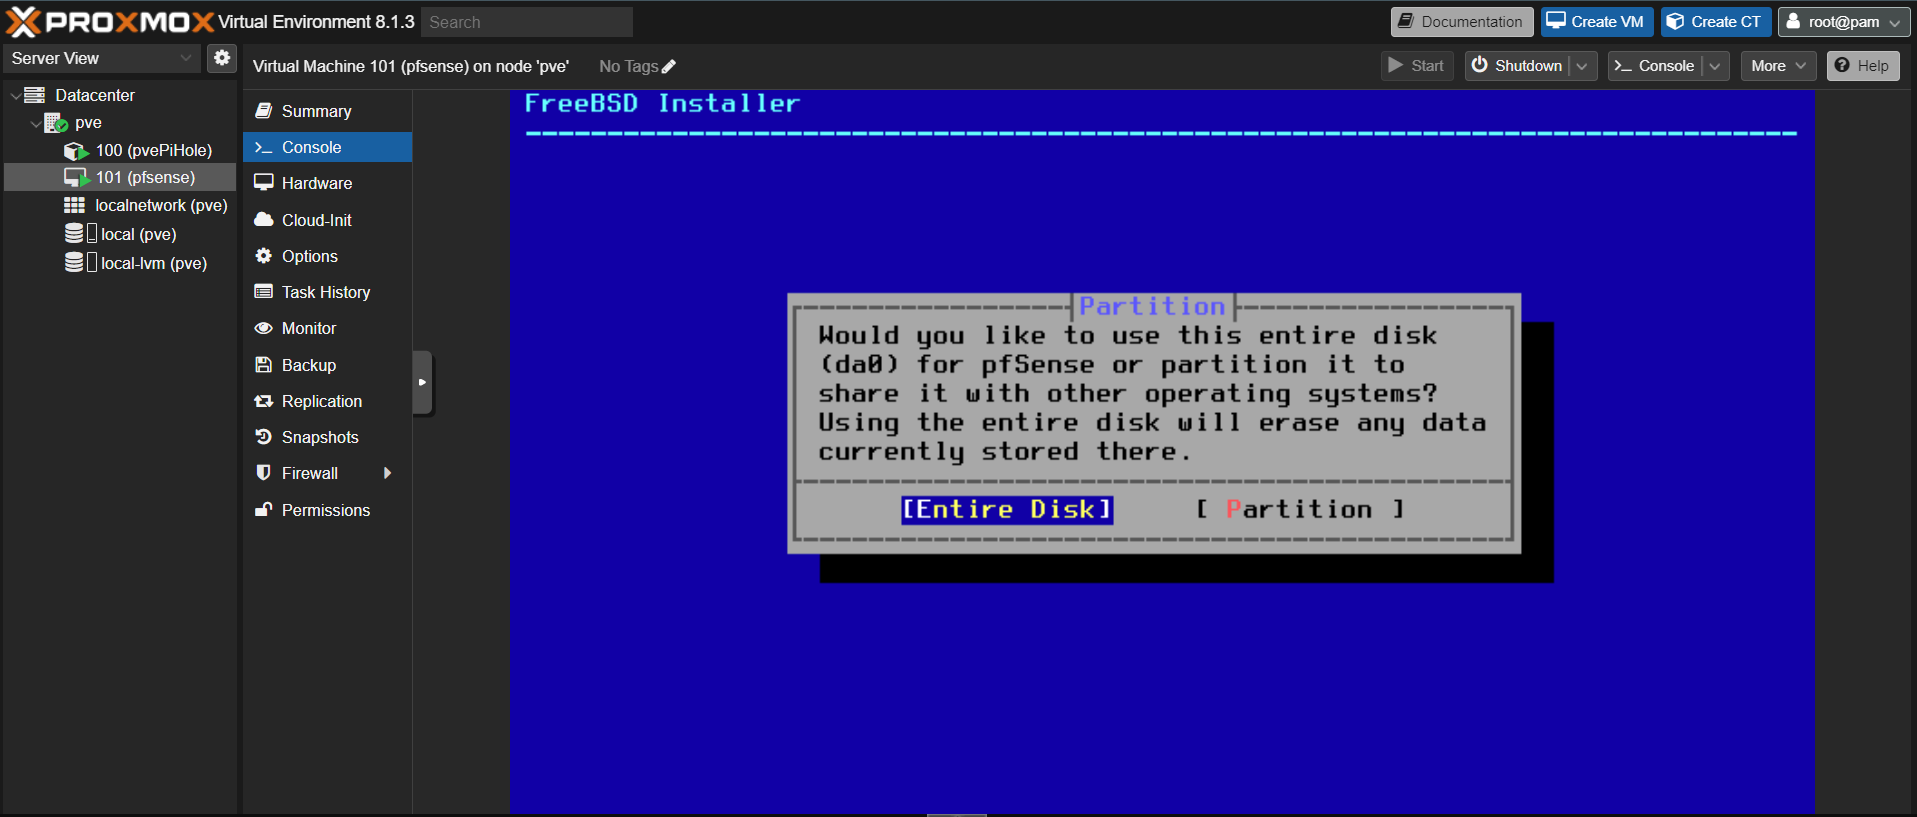 PROXMOX Virtual Environment 8.1.3 Search Documentation Create VM Create CT root@pam
Server View
Virtual Machine 101 (pfsense) on node 'pve' No Tags Start Shutdown Console More Help
Datacenter
pve
100 (pvePiHole)
101 (pfsense)
localnetwork (pve)
local (pve)
local-lvm (pve)
Summary
Console
Hardware
Cloud-Init
Options
Task History
Monitor
Backup
Replication
Snapshots
Firewall
Permissions
FreeBSD Installer
Partition
Would you like to use this entire disk
(da0) for pfSense or partition it to
share it with other operating systems?
Using the entire disk will erase any data
currently stored there.
[Entire Disk] [ Partition ]